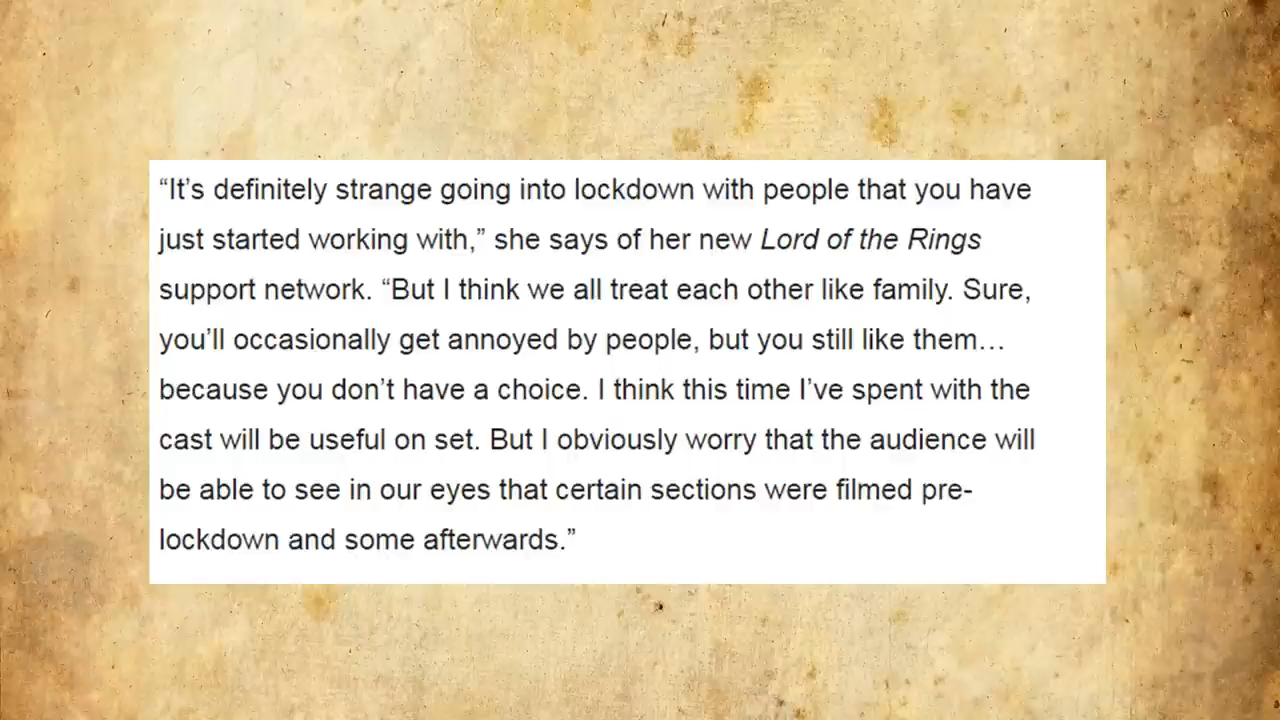 “It’s definitely strange going into lockdown with people that you have
just started working with,” she says of her new Lord of the Rings
support network. “But I think we all treat each other like family. Sure,
you’ll occasionally get annoyed by people, but you still like them…
because you don’t have a choice. I think this time I’ve spent with the
cast will be useful on set. But I obviously worry that the audience will
be able to see in our eyes that certain sections were filmed pre-
lockdown and some afterwards.”